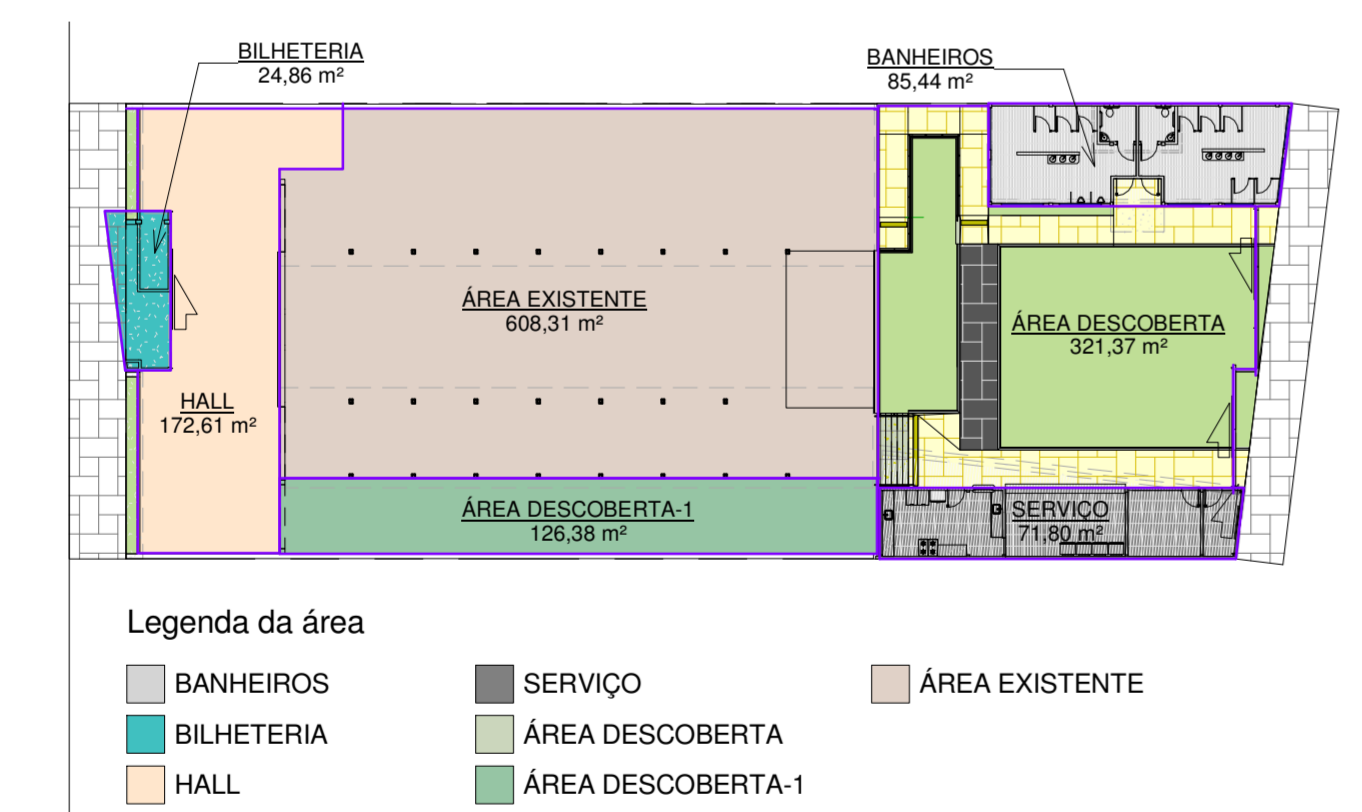 BILHETERIA
24,86 m²
BANHEIROS
85,44 m²
ÁREA EXISTENTE
608,31 m²
ÁREA DESCOBERTA
321,37 m²
HALL
172,61 m²
ÁREA DESCOBERTA-1
126,38 m²
SERVIÇO
71,80 m²
Legenda da área
BANHEIROS
BILHETERIA
HALL
SERVIÇO
ÁREA DESCOBERTA
ÁREA DESCOBERTA-1
ÁREA EXISTENTE